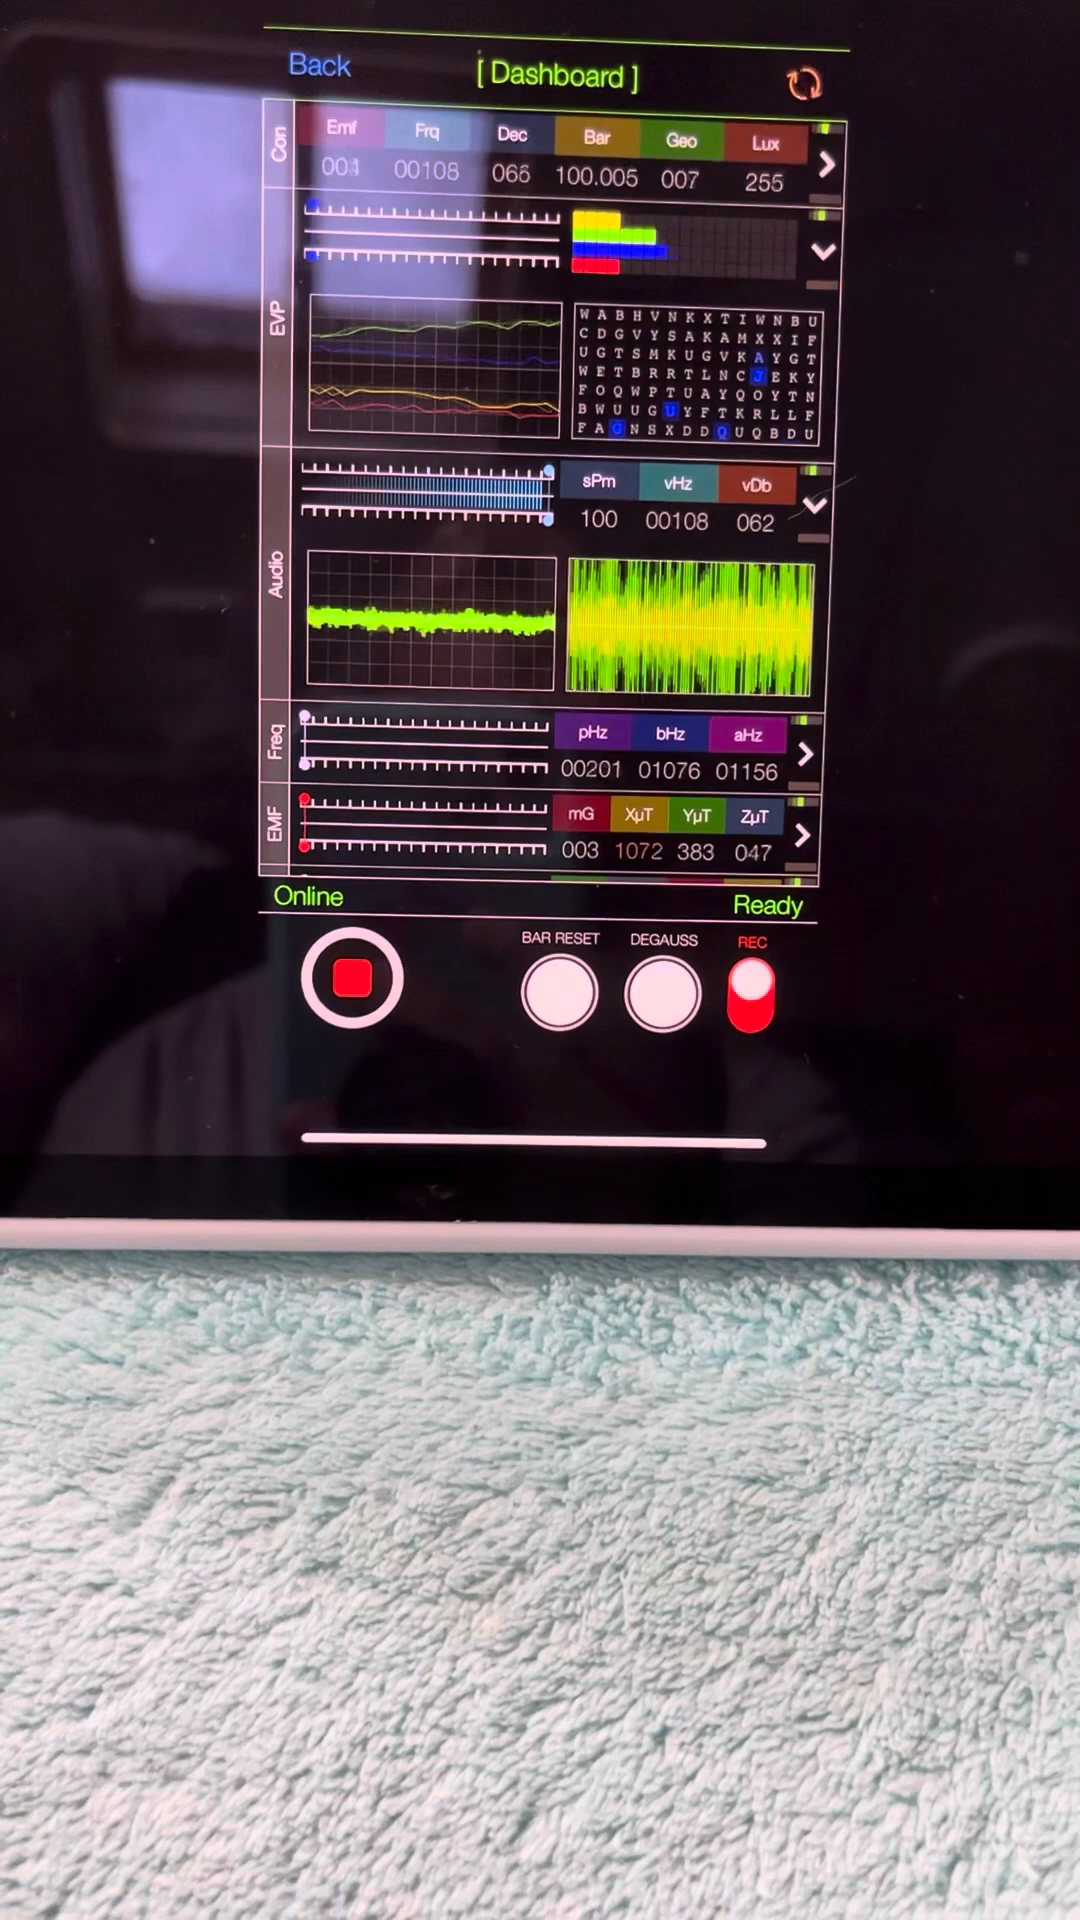 Back
[ Dashboard ]
Con
Emf Frq Dec Bar Geo Lux
00108 066 100.005 007 255
EVP
W A B H V N K X T I W N B U
C D G V Y S A K A M X X I F
U G T S M K U G V K A Y G T
W E T B R R T L N C J E K Y
F O Q W P T U A Y Q O Y T N
B W U U G U Y F T K R L L F
F A G N S X D D Q U Q B D U
Audio
sPm vHz vDb
100 00108 062
Freq
pHz bHz aHz
00201 01076 01156
EMF
mG XµT YµT ZµT
003 1072 383 047
Online
Ready
BAR RESET DEGAUSS REC